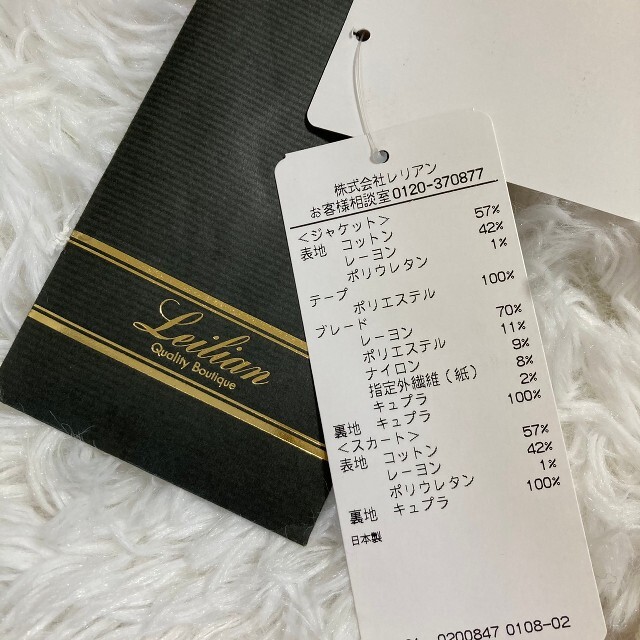 Leilian
Quality Boutique
株式会社レリアン
お客様相談室0120-370877
<ジャケット>
表地 コットン 57%
レーヨン 42%
ポリウレタン 1%
テープ
ポリエステル 100%
ブレード
レーヨン 70%
ポリエステル 11%
ナイロン 9%
指定外繊維(紙) 8%
キュプラ 2%
裏地 キュプラ 100%
<スカート>
表地 コットン 57%
レーヨン 42%
ポリウレタン 1%
裏地 キュプラ 100%
日本製
0200847 0108-02